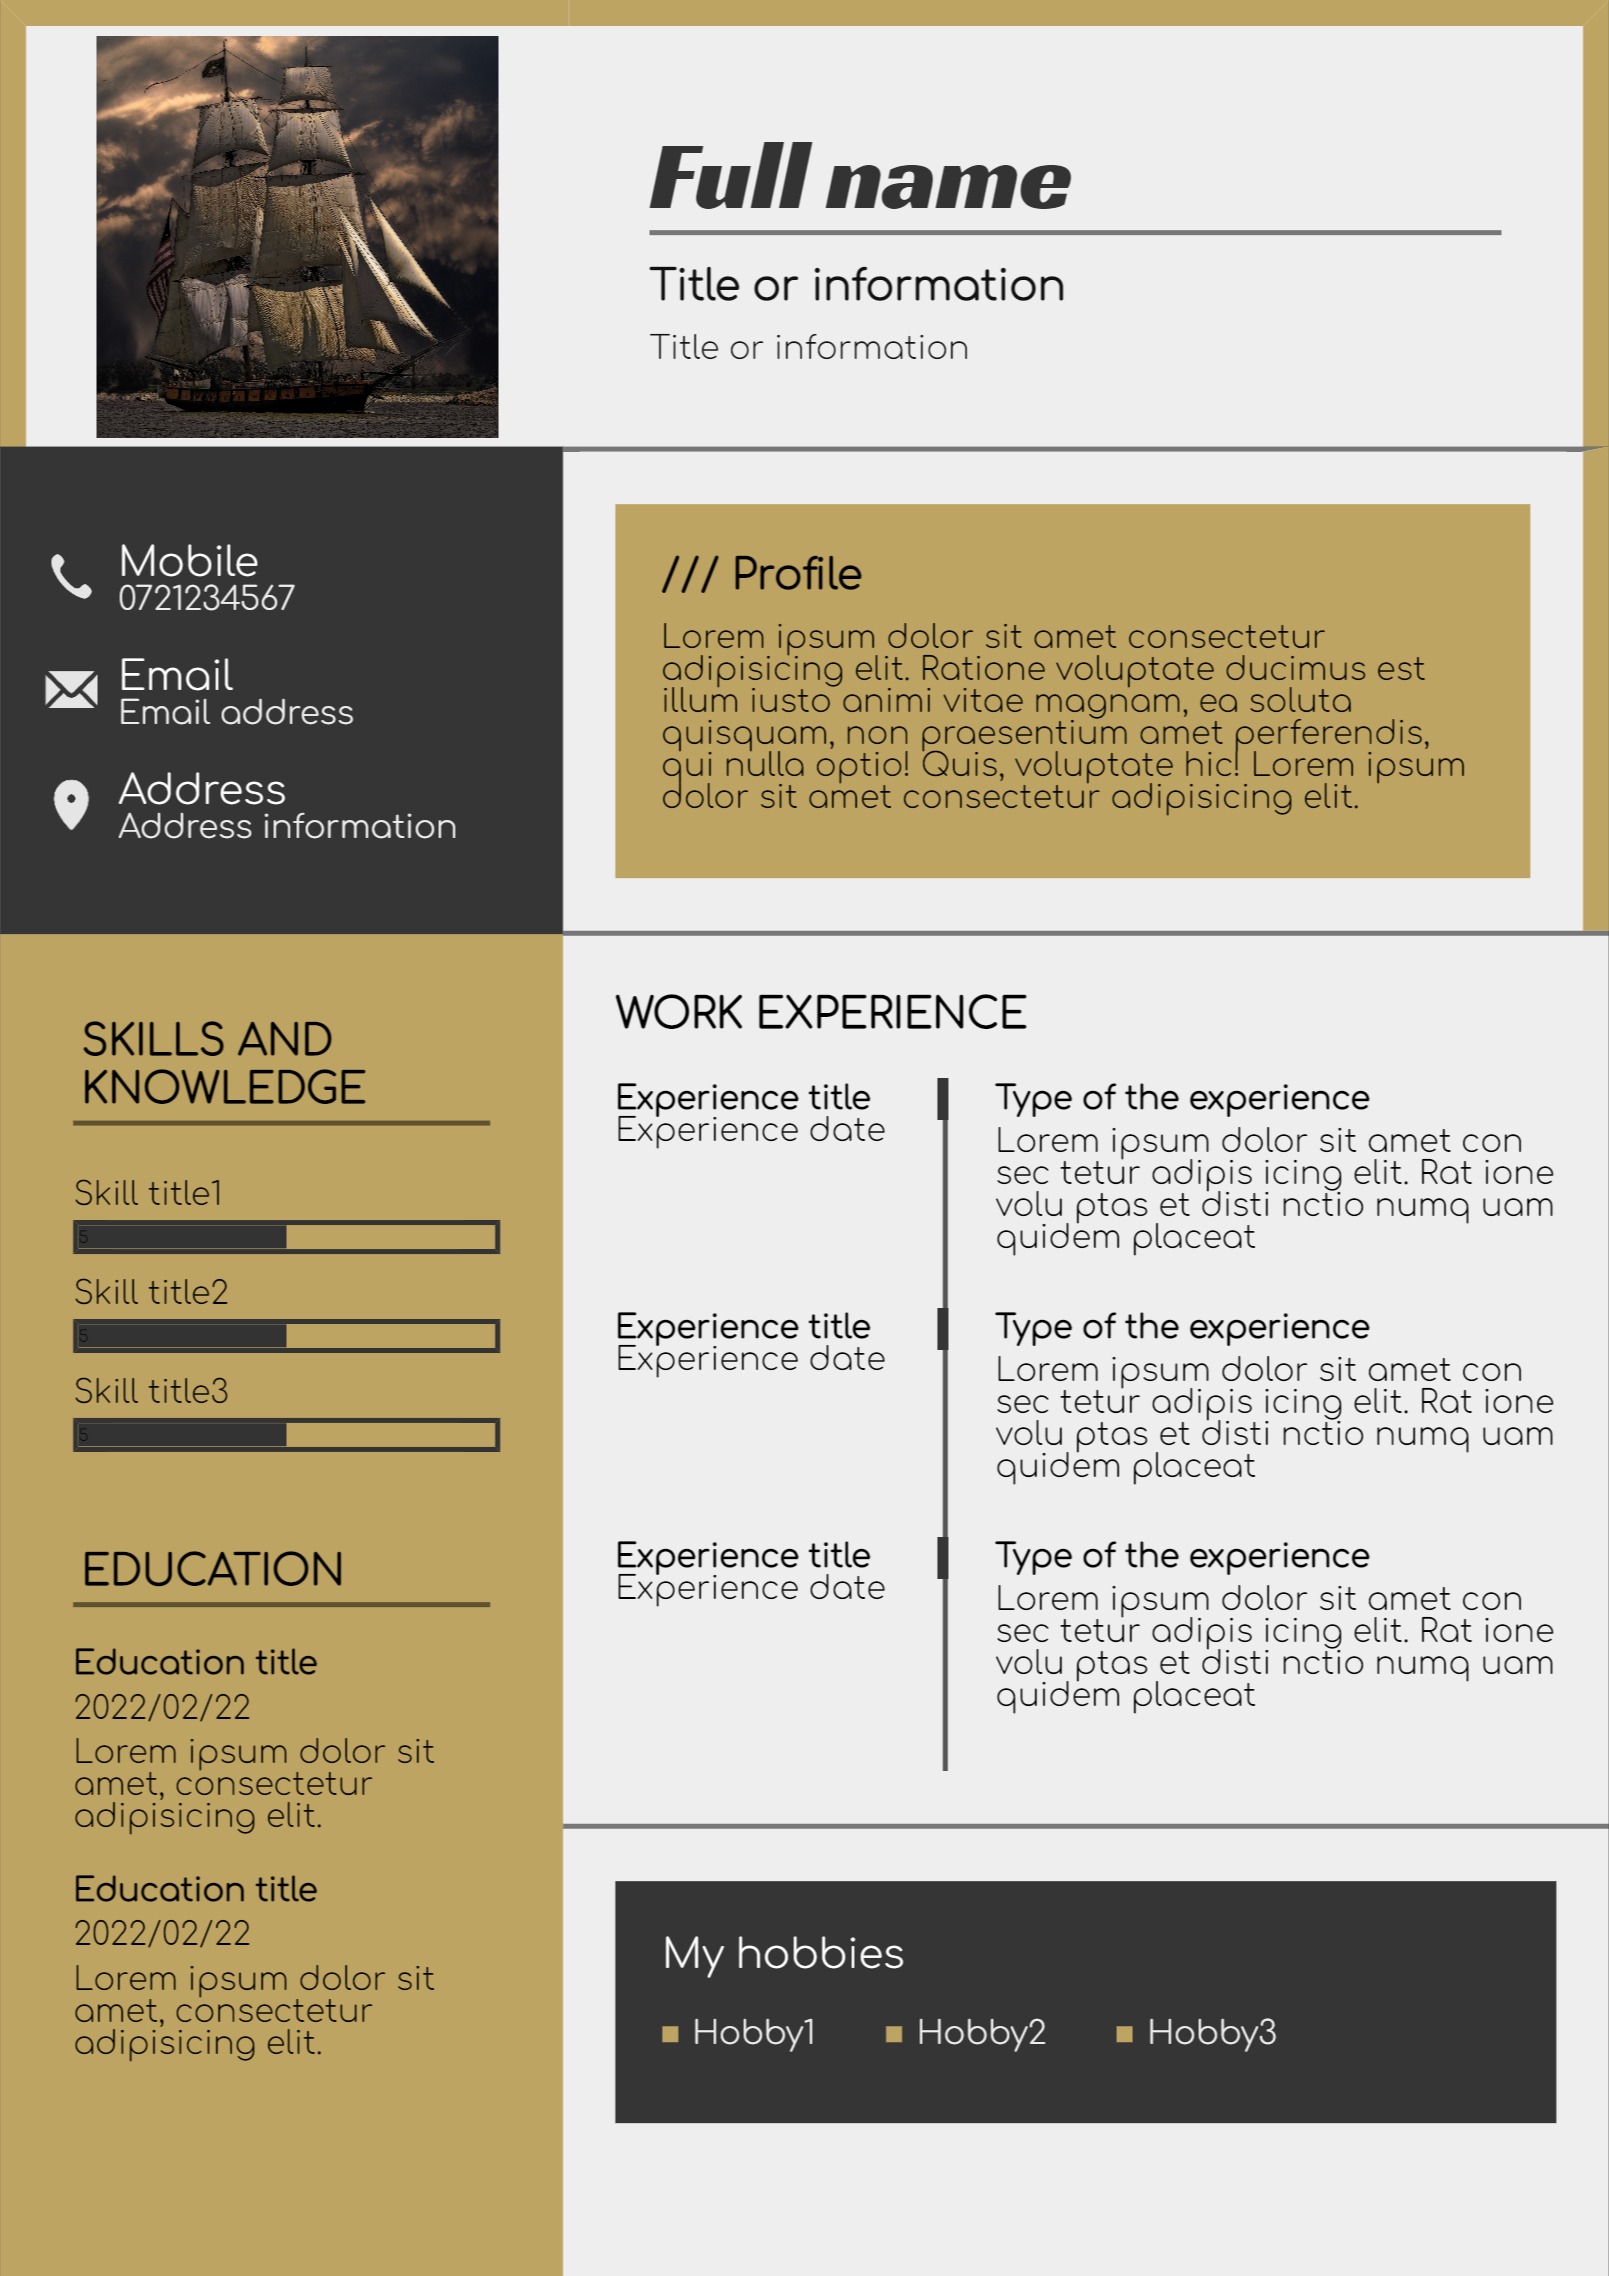 Full name
Title or information
Title or information
Mobile
0721234567
Email
Email address
Address
Address information
/// Profile
Lorem ipsum dolor sit amet consectetur
adipisicing elit. Ratione voluptate ducimus est
illum iusto animi vitae magnam, ea soluta
quisquam, non praesentium amet perferendis,
qui nulla optio! Quis, voluptate hic! Lorem ipsum
dolor sit amet consectetur adipisicing elit.
SKILLS AND
KNOWLEDGE
Skill title1
5
Skill title2
5
Skill title3
5
EDUCATION
Education title
2022/02/22
Lorem ipsum dolor sit
amet, consectetur
adipisicing elit.
Education title
2022/02/22
Lorem ipsum dolor sit
amet, consectetur
adipisicing elit.
WORK EXPERIENCE
Experience title
Experience date
Type of the experience
Lorem ipsum dolor sit amet con
sec tetur adipis icing elit. Rat ione
volu ptas et disti nctio numq uam
quidem placeat
Experience title
Experience date
Type of the experience
Lorem ipsum dolor sit amet con
sec tetur adipis icing elit. Rat ione
volu ptas et disti nctio numq uam
quidem placeat
Experience title
Experience date
Type of the experience
Lorem ipsum dolor sit amet con
sec tetur adipis icing elit. Rat ione
volu ptas et disti nctio numq uam
quidem placeat
My hobbies
Hobby1 Hobby2 Hobby3